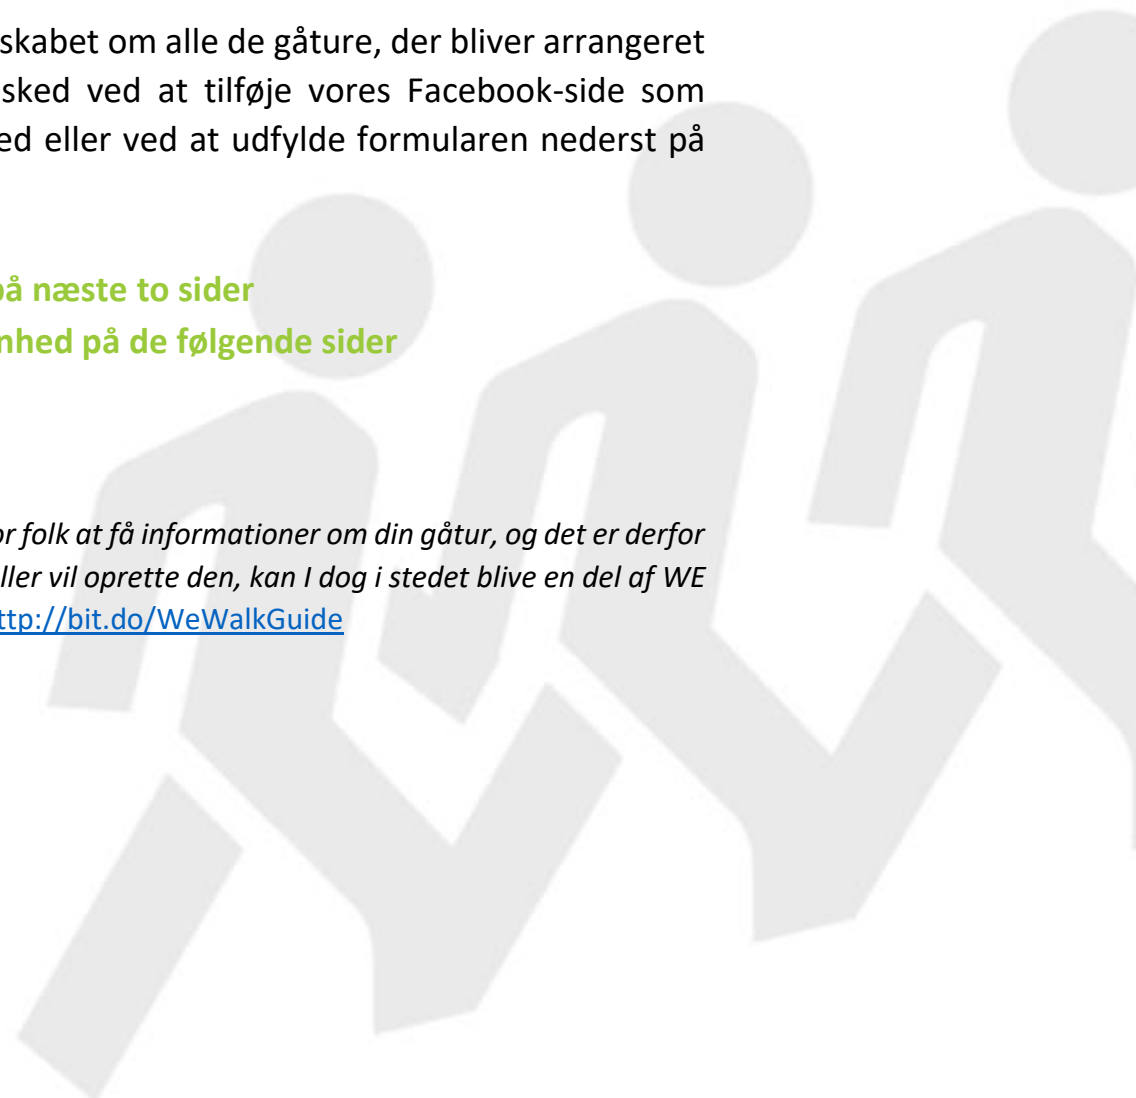 skabet om alle de gåture, der bliver arrangeret
sked ved at tilføje vores Facebook-side som
ed eller ved at udfylde formularen nederst på
på næste to sider
nhed på de følgende sider
or folk at få informationer om din gåtur, og det er derfor
ller vil oprette den, kan I dog i stedet blive en del af WE
ttp://bit.do/WeWalkGuide